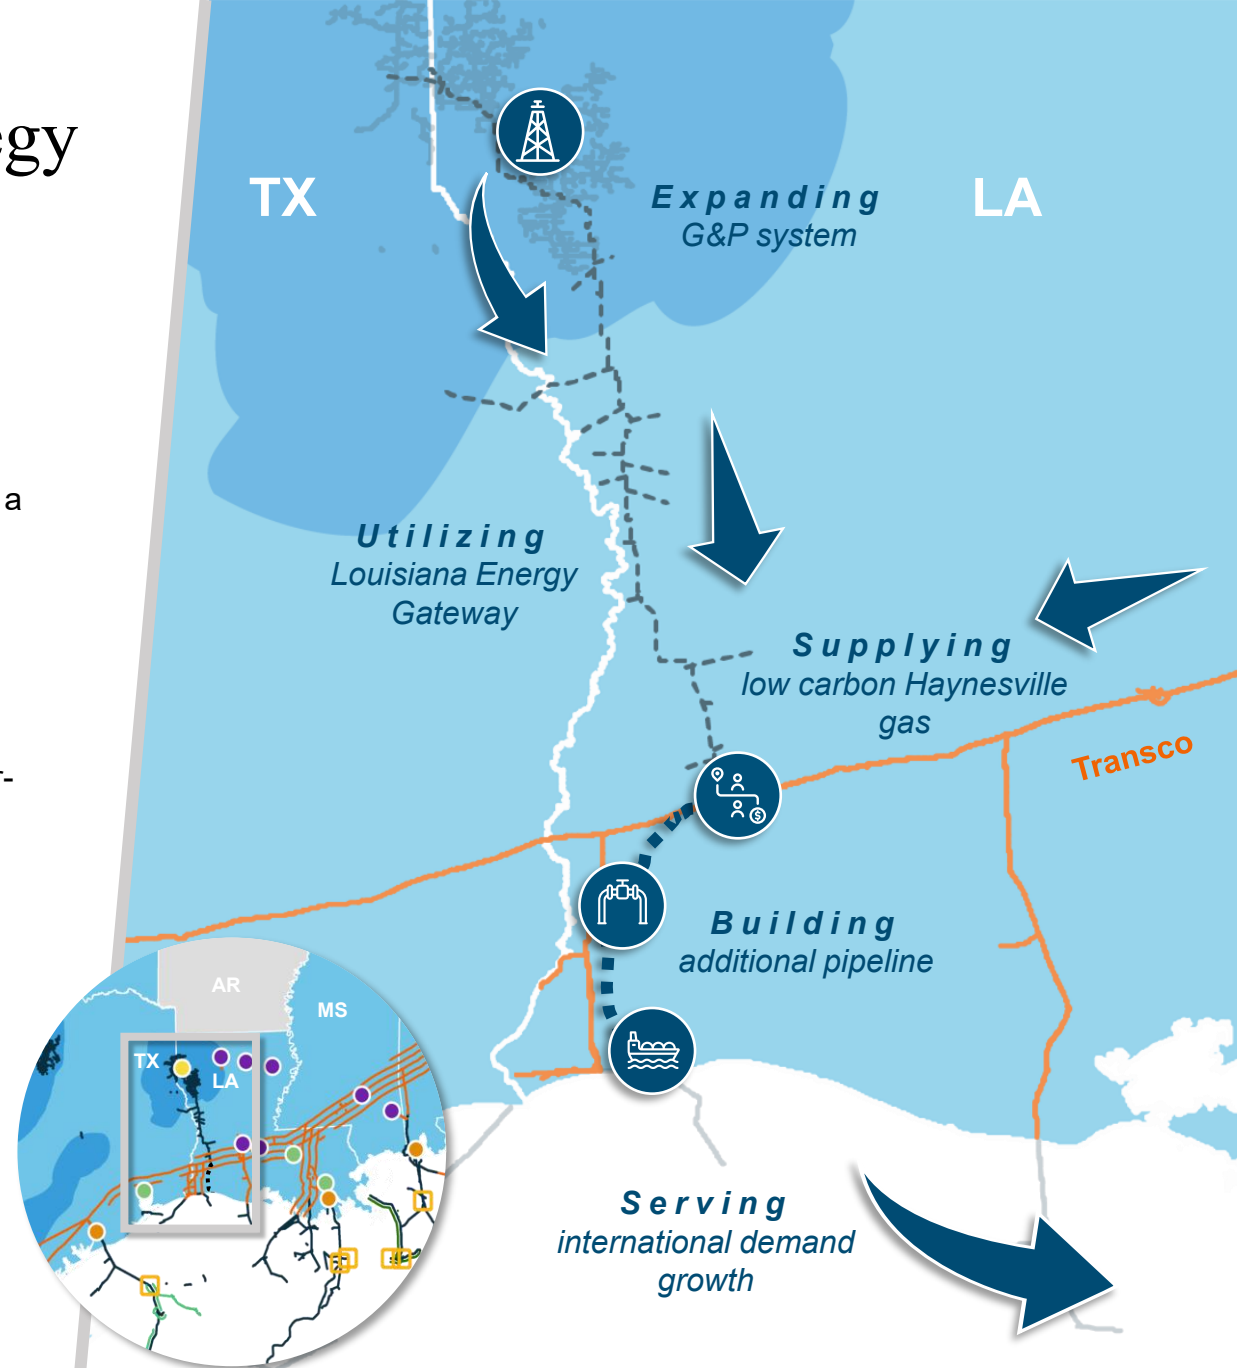 TX
LA
Expanding
G&P system
a
Utilizing
Louisiana Energy
Gateway
Supplying
low carbon Haynesville
gas
Transco
$
Building
additional pipeline
AR
MS
TX
LA
Serving
international demand
growth